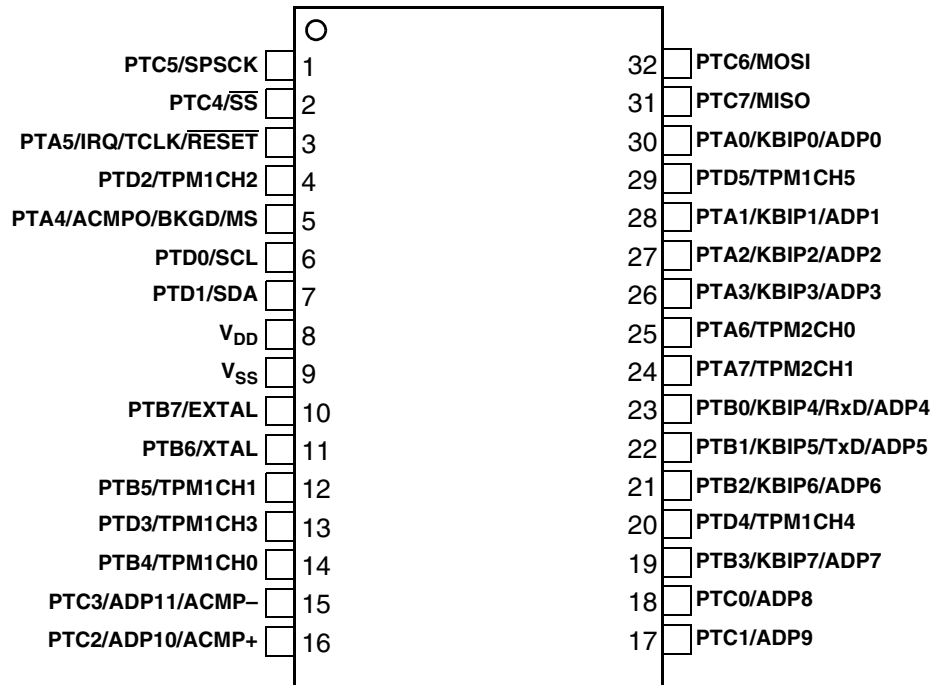 PTC5/SPSCK 1
PTC4/SS 2
PTA5/IRQ/TCLK/RESET 3
PTD2/TPM1CH2 4
PTA4/ACMPO/BKGD/MS 5
PTD0/SCL 6
PTD1/SDA 7
VDD 8
VSS 9
PTB7/EXTAL 10
PTB6/XTAL 11
PTB5/TPM1CH1 12
PTD3/TPM1CH3 13
PTB4/TPM1CH0 14
PTC3/ADP11/ACMP– 15
PTC2/ADP10/ACMP+ 16
32 PTC6/MOSI
31 PTC7/MISO
30 PTA0/KBIP0/ADP0
29 PTD5/TPM1CH5
28 PTA1/KBIP1/ADP1
27 PTA2/KBIP2/ADP2
26 PTA3/KBIP3/ADP3
25 PTA6/TPM2CH0
24 PTA7/TPM2CH1
23 PTB0/KBIP4/RxD/ADP4
22 PTB1/KBIP5/TxD/ADP5
21 PTB2/KBIP6/ADP6
20 PTD4/TPM1CH4
19 PTB3/KBIP7/ADP7
18 PTC0/ADP8
17 PTC1/ADP9